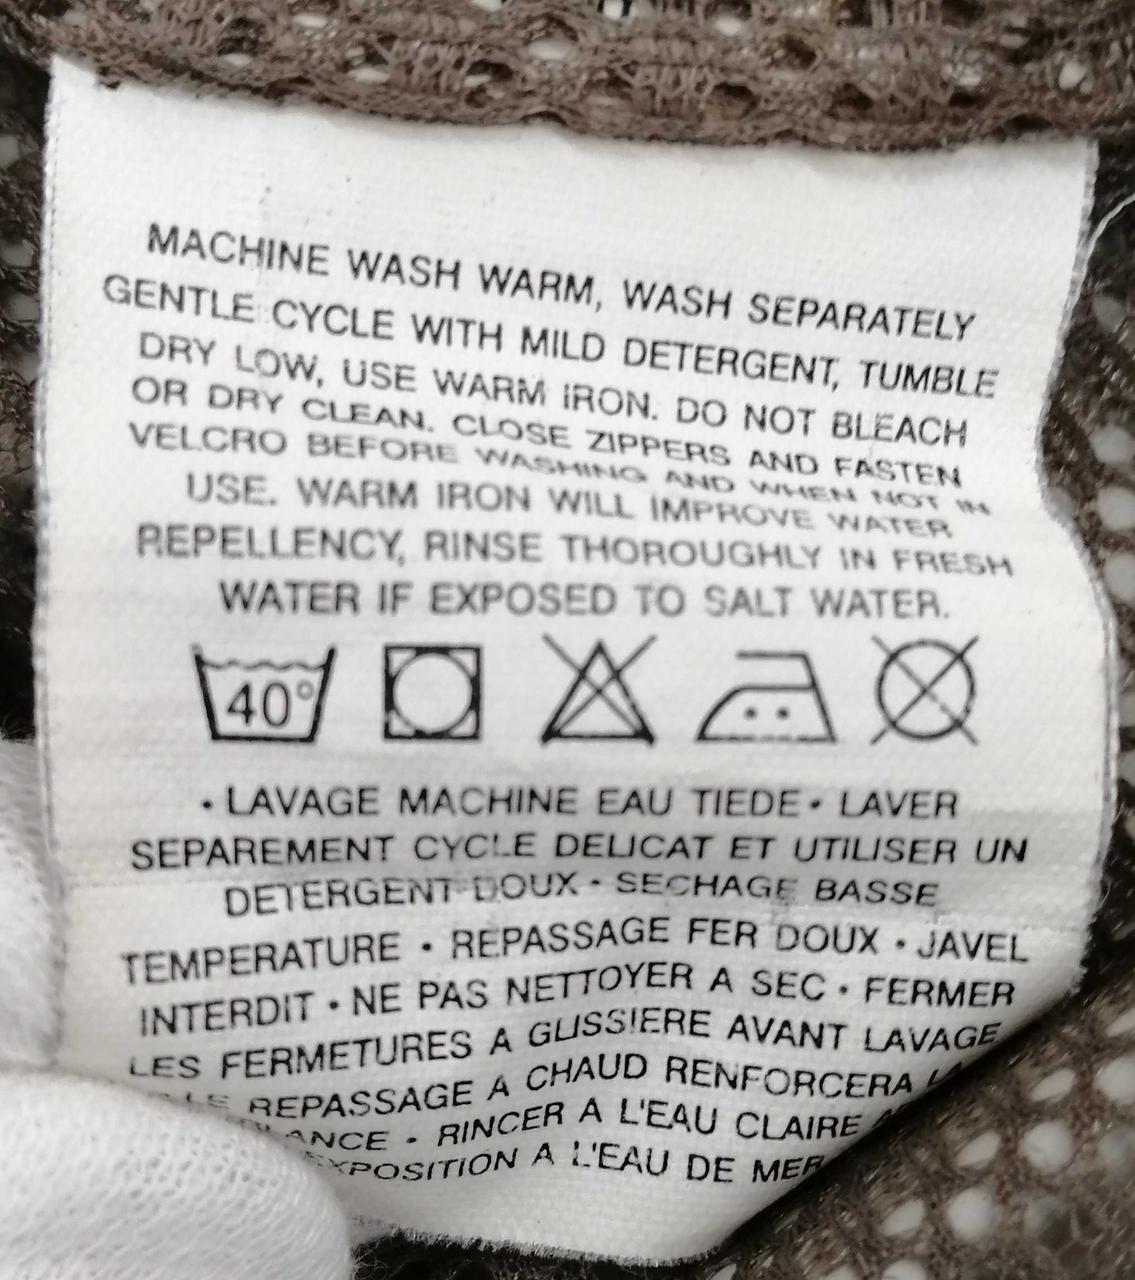 MACHINE WASH WARM, WASH SEPARATELY
GENTLE CYCLE WITH MILD DETERGENT, TUMBLE
DRY LOW, USE WARM IRON. DO NOT BLEACH
OR DRY CLEAN. CLOSE ZIPPERS AND FASTEN
VELCRO BEFORE WASHING AND WHEN NOT IN
USE. WARM IRON WILL IMPROVE WATER
REPELLENCY, RINSE THOROUGHLY IN FRESH
WATER IF EXPOSED TO SALT WATER.
40°
• LAVAGE MACHINE EAU TIEDE • LAVER
SEPAREMENT CYCLE DELICAT ET UTILISER UN
DETERGENT DOUX • SECHAGE BASSE
TEMPERATURE • REPASSAGE FER DOUX • JAVEL
INTERDIT • NE PAS NETTOYER A SEC • FERMER
LES FERMETURES A GLISSIERE AVANT LAVAGE
LE REPASSAGE A CHAUD RENFORCERA
• RINCER A L'EAU CLAIRE
EXPOSITION A L'EAU DE MER